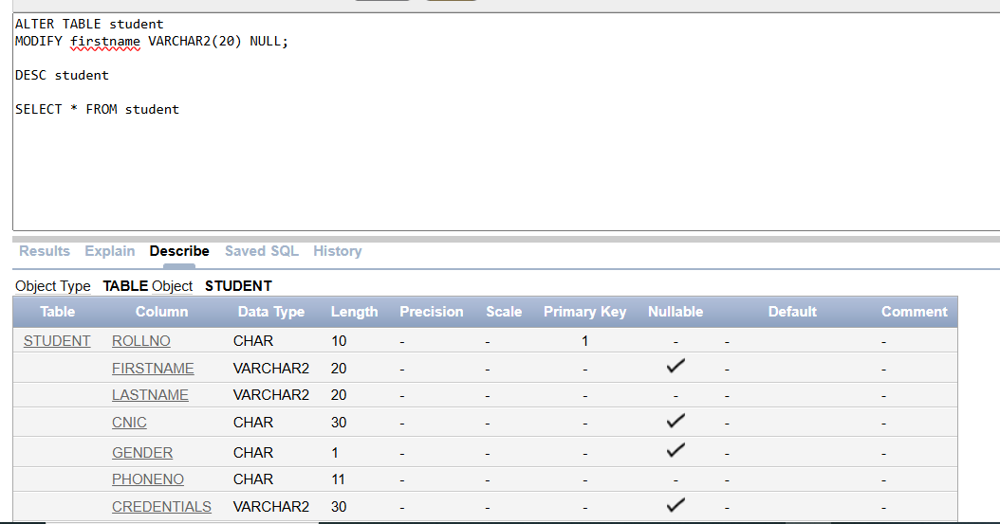 ALTER TABLE student
MODIFY firstname VARCHAR2(20) NULL;
DESC student
SELECT * FROM student
Results Explain Describe Saved SQL History
Object Type TABLE Object STUDENT
Table Column Data Type Length Precision Scale Primary Key Nullable Default Comment
STUDENT ROLLNO CHAR 10 - - 1 - - -
FIRSTNAME VARCHAR2 20 - - - ✓ - -
LASTNAME VARCHAR2 20 - - - - - -
CNIC CHAR 30 - - - ✓ - -
GENDER CHAR 1 - - - ✓ - -
PHONENO CHAR 11 - - - - - -
CREDENTIALS VARCHAR2 30 - - - ✓ - -